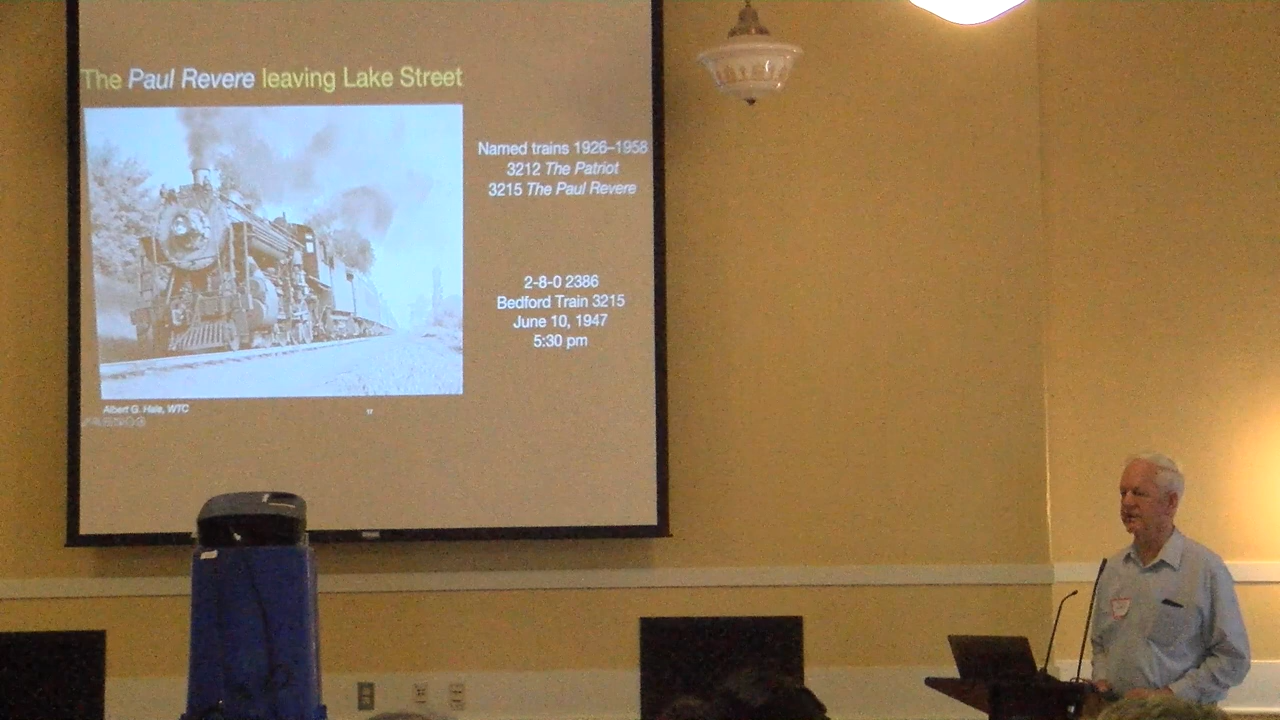 The Paul Revere leaving Lake Street
Named trains 1926–1958
3212 The Patriot
3215 The Paul Revere
2-8-0 2386
Bedford Train 3215
June 10, 1947
5:30 pm
Albert G. Hale, WTC